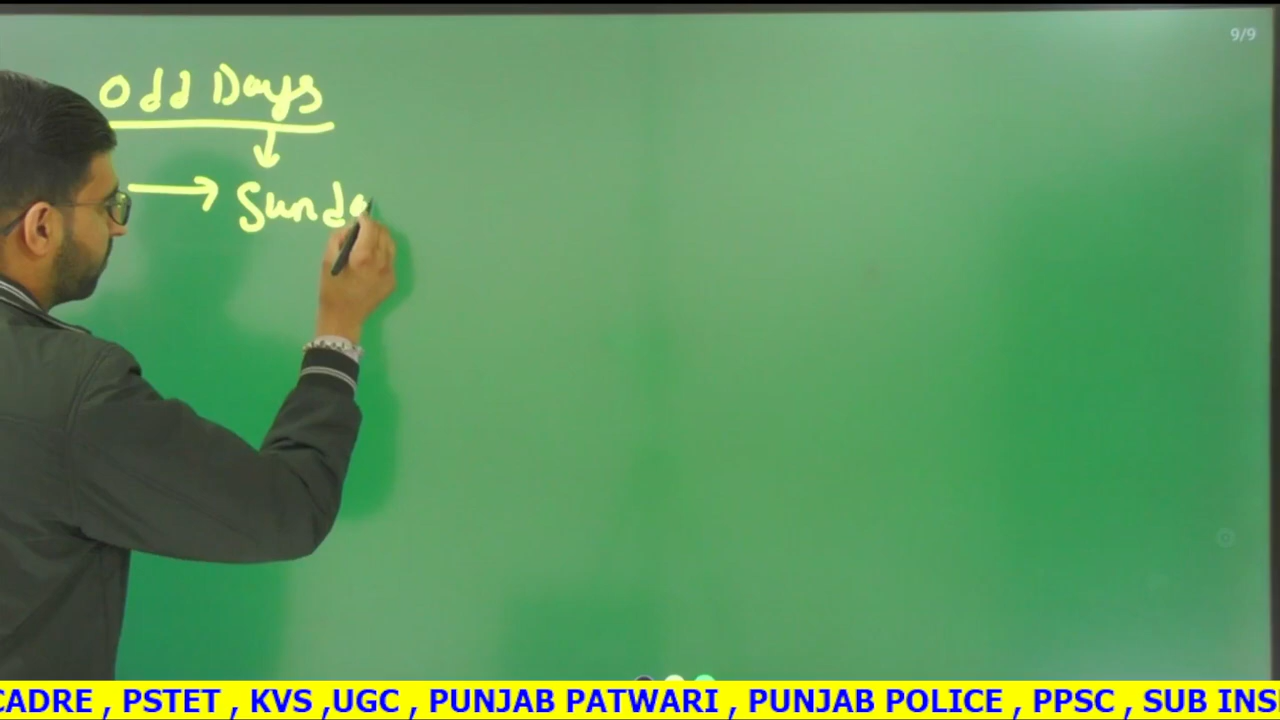 9/9
Odd Days
Sunda
CADRE , PSTET , KVS ,UGC , PUNJAB PATWARI , PUNJAB POLICE , PPSC , SUB INS